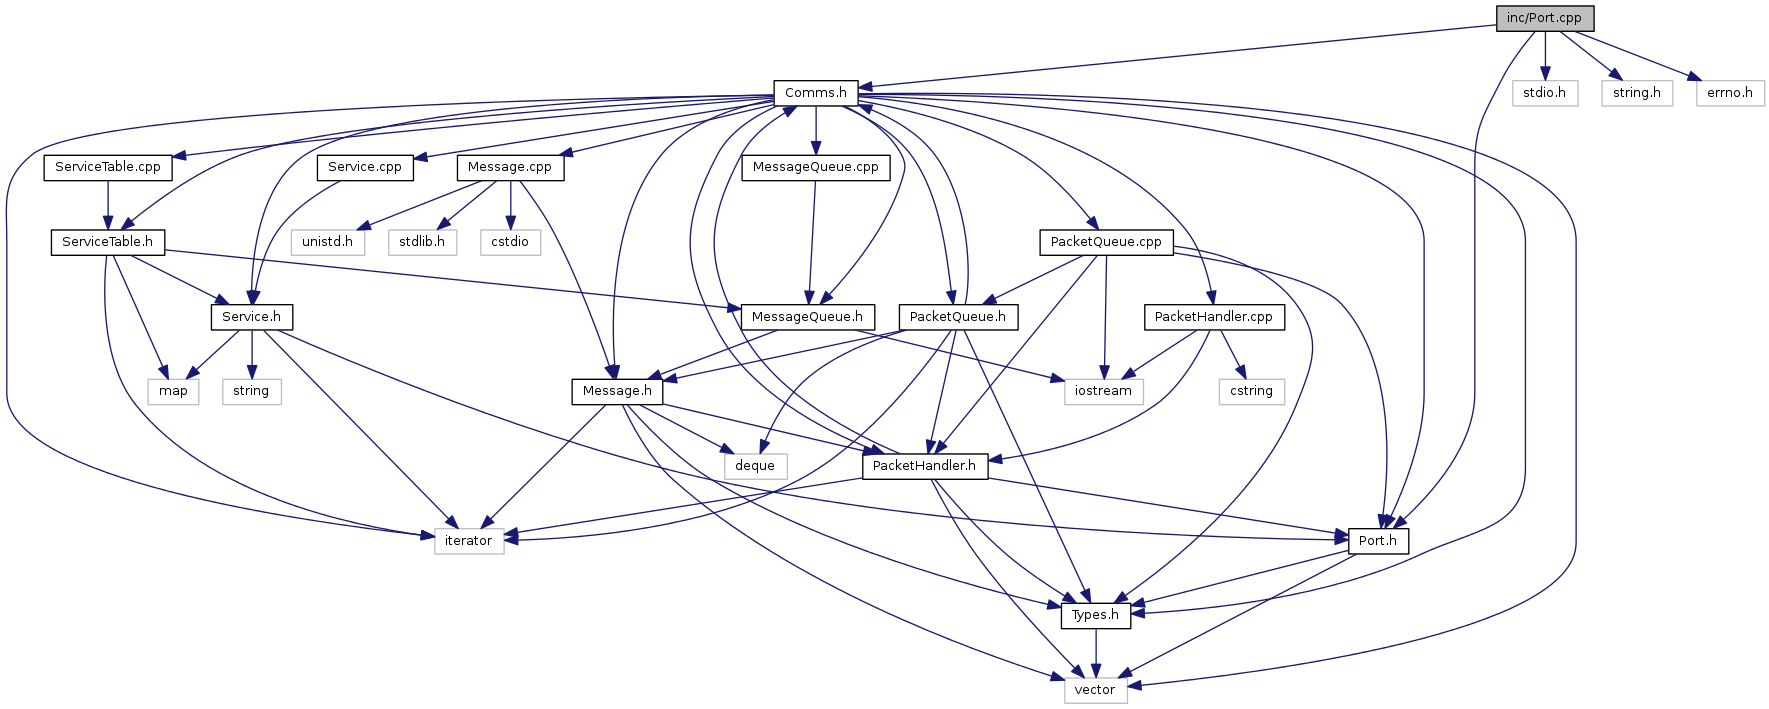 inc/Port.cpp
Comms.h
stdio.h
string.h
errno.h
ServiceTable.cpp
Service.cpp
Message.cpp
MessageQueue.cpp
ServiceTable.h
unistd.h
stdlib.h
cstdio
PacketQueue.cpp
Service.h
MessageQueue.h
PacketQueue.h
PacketHandler.cpp
map
string
Message.h
iostream
cstring
deque
PacketHandler.h
iterator
Port.h
Types.h
vector